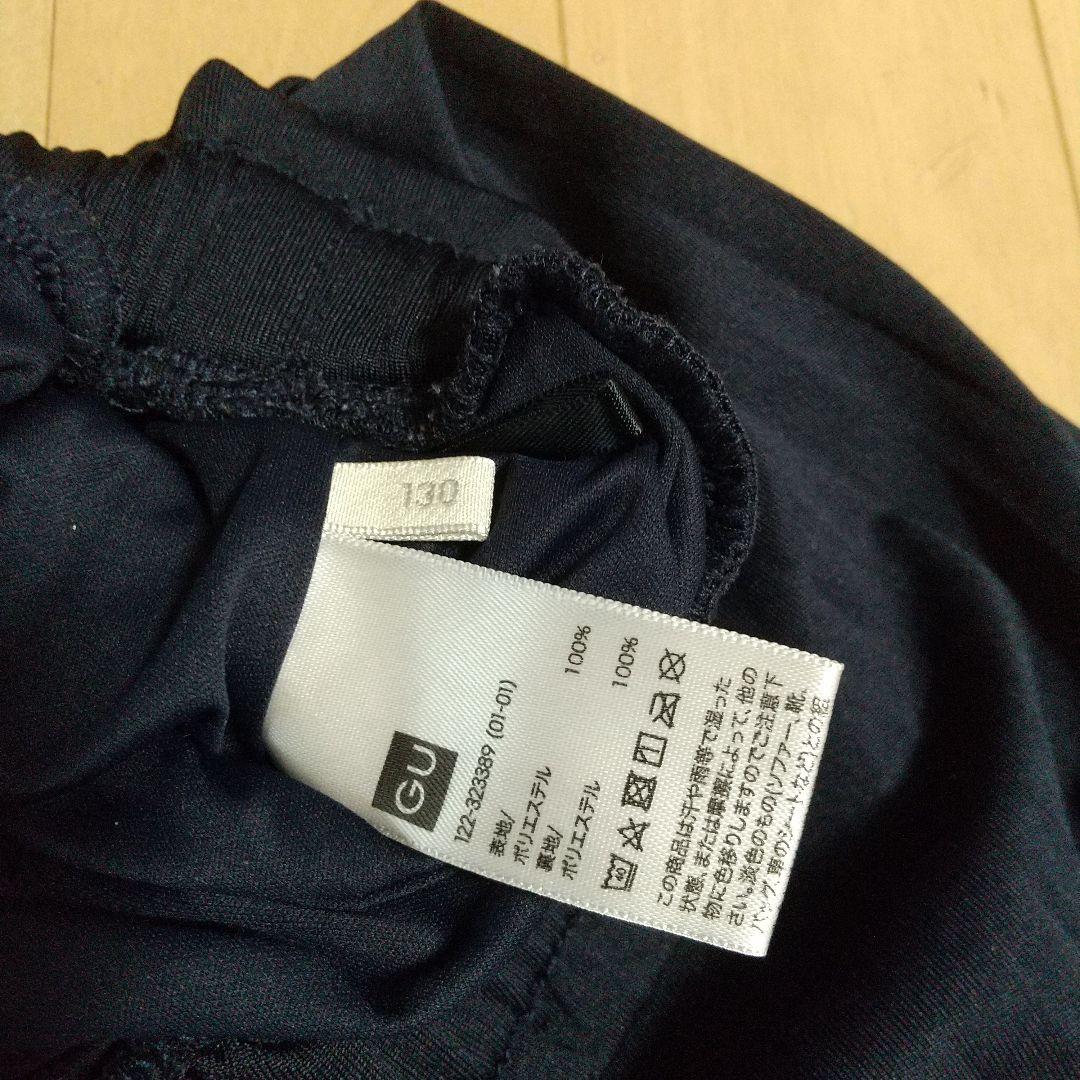 130
GU
122-323389 (01-01)
表地/
ポリエステル 100%
裏地/
ポリエステル 100%
40
この商品は汗や雨等で湿った
状態、または摩擦によって、他の
物に色移りしますのでご注意下
さい。淡色のもの(ソファー、靴、
バッグ、車のシートなど)との組